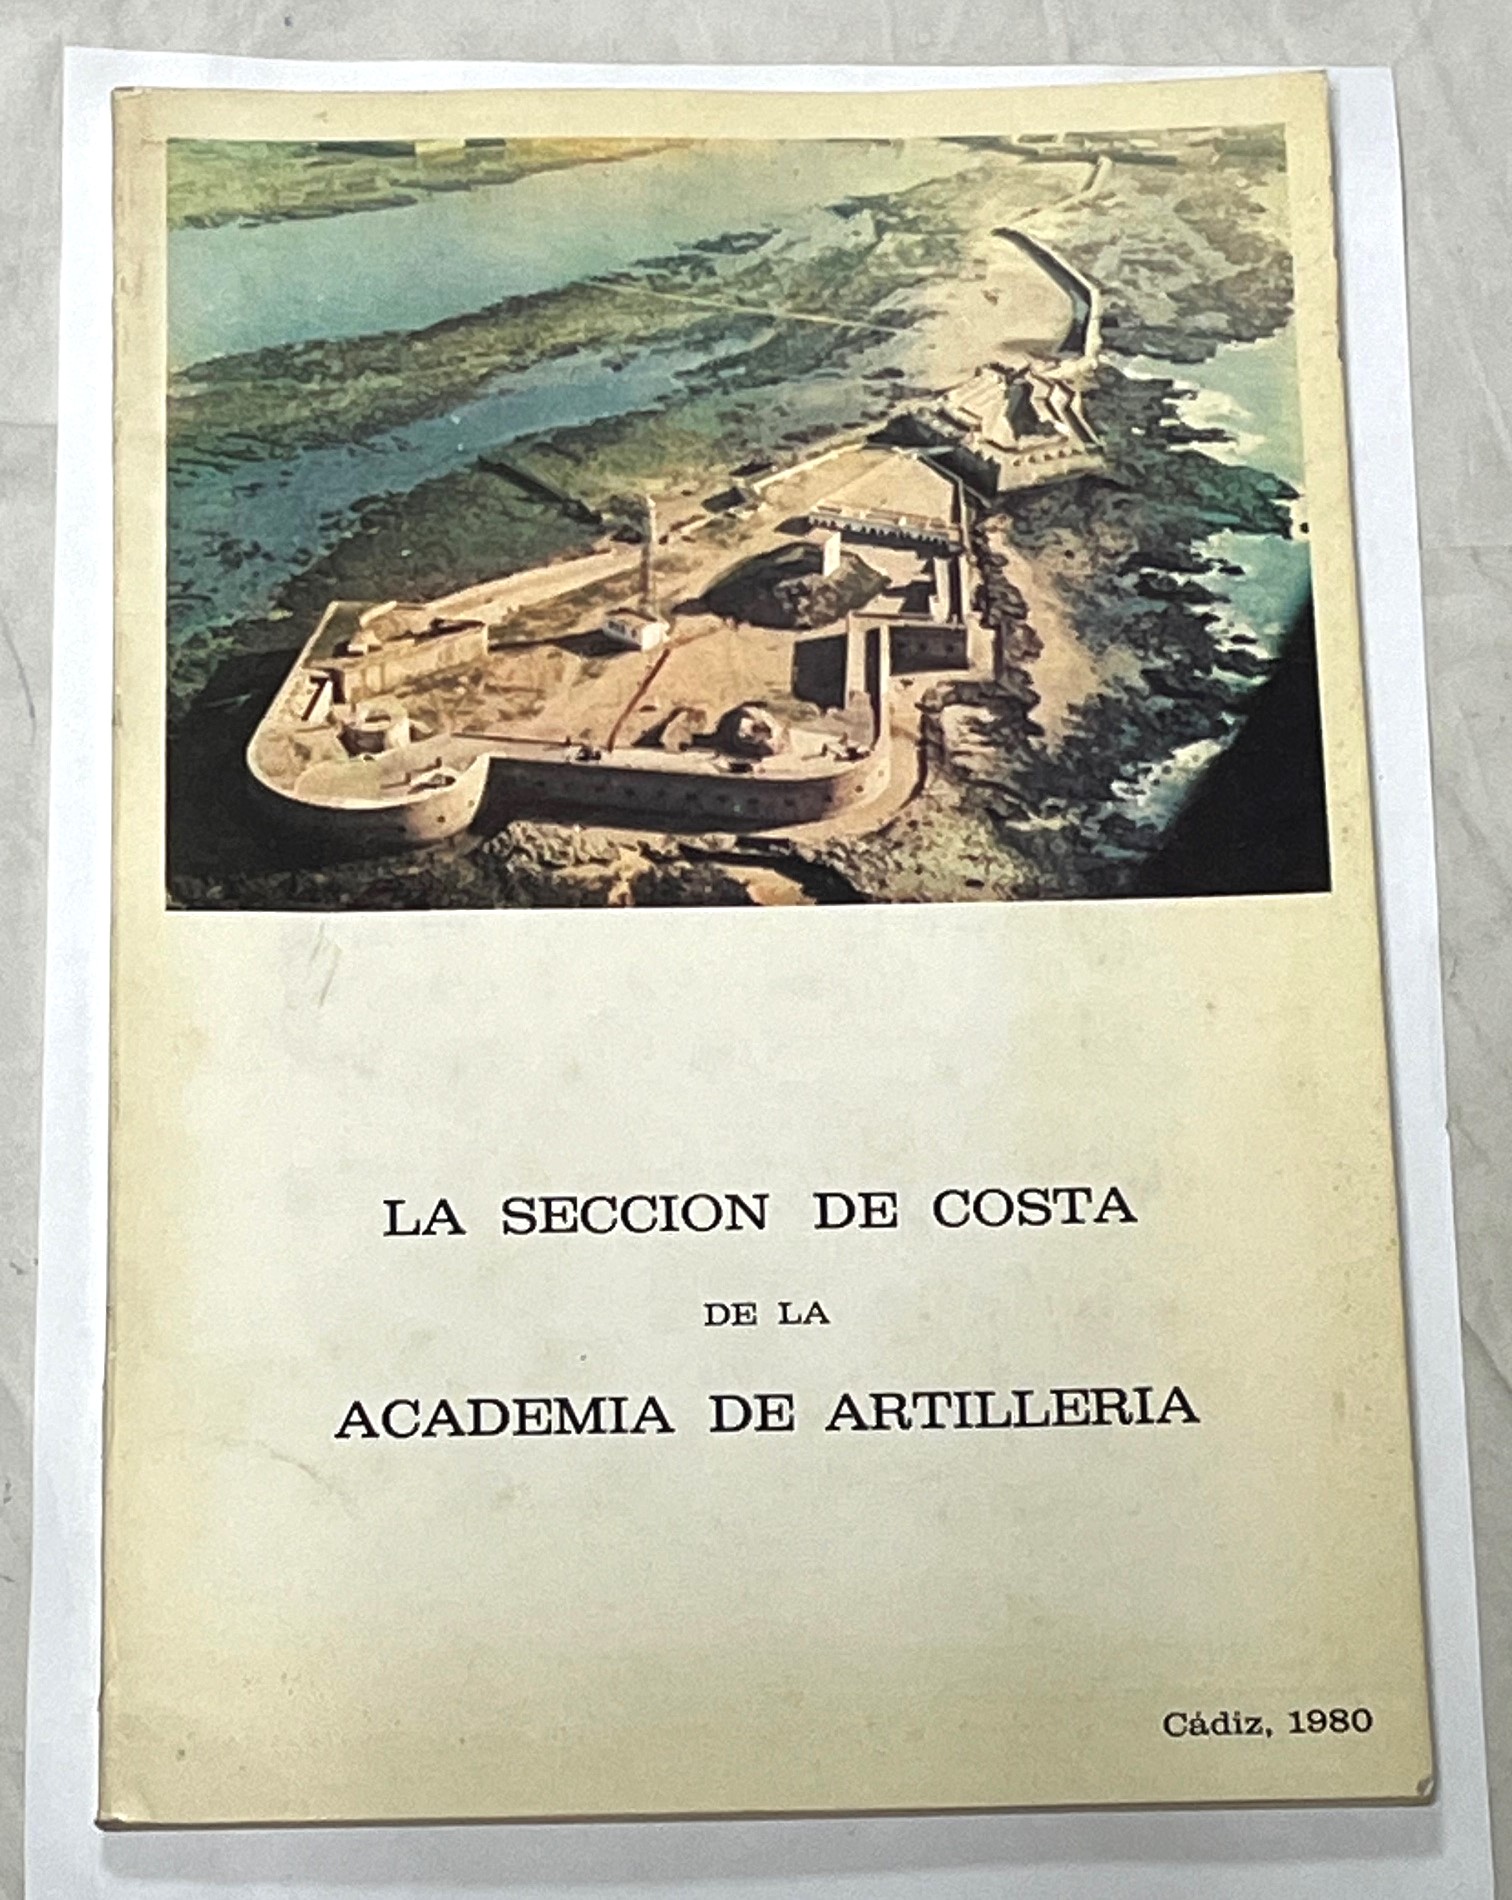 LA SECCION DE COSTA
DE LA
ACADEMIA DE ARTILLERIA
Cádiz, 1980